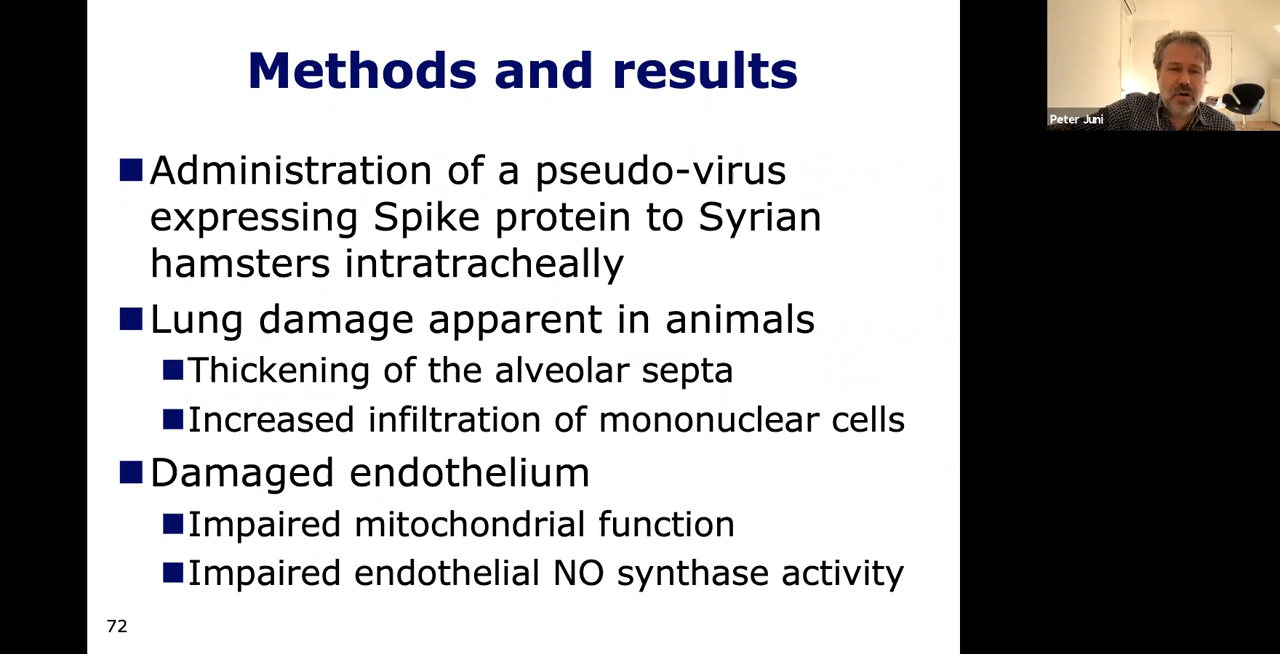 Methods and results
Administration of a pseudo-virus
expressing Spike protein to Syrian
hamsters intratracheally
Lung damage apparent in animals
Thickening of the alveolar septa
Increased infiltration of mononuclear cells
Damaged endothelium
Impaired mitochondrial function
Impaired endothelial NO synthase activity
72
Peter Juni